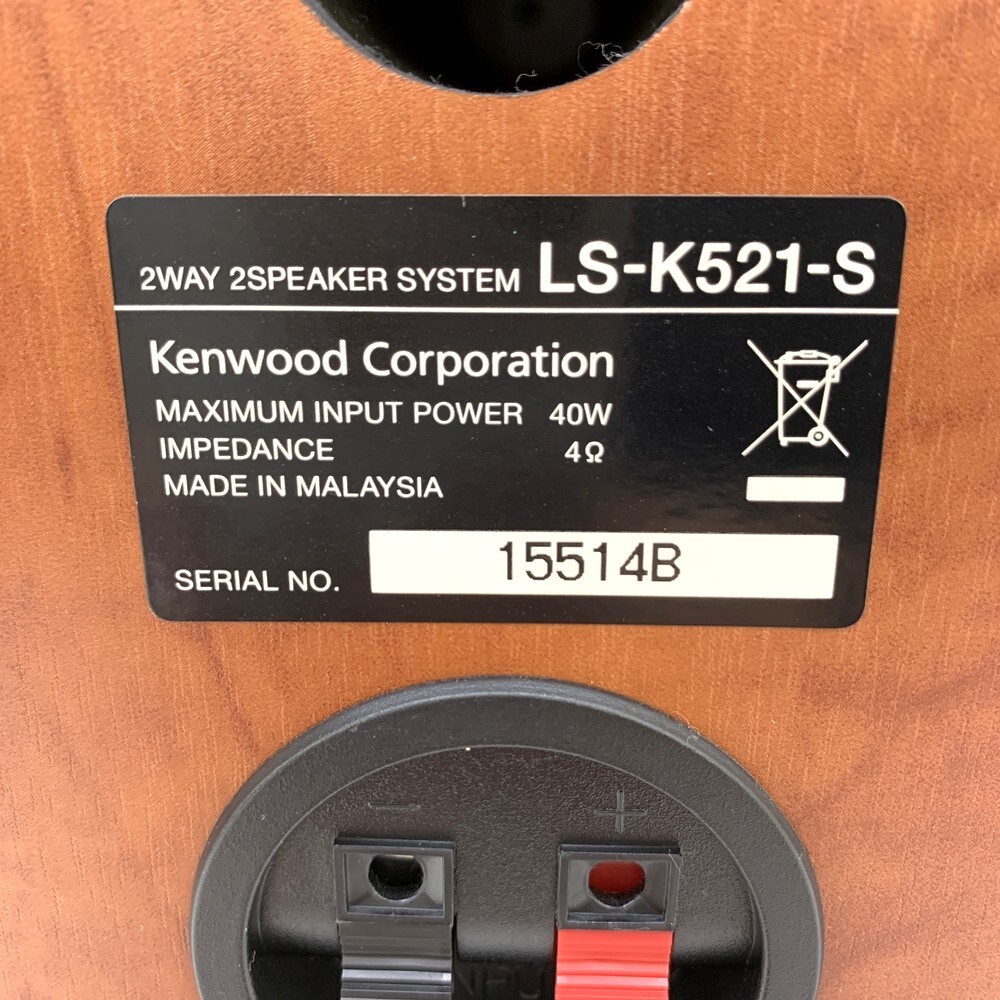 2WAY 2SPEAKER SYSTEM LS-K521-S
Kenwood Corporation
MAXIMUM INPUT POWER 40W
IMPEDANCE 4Ω
MADE IN MALAYSIA
SERIAL NO. 15514B
− +